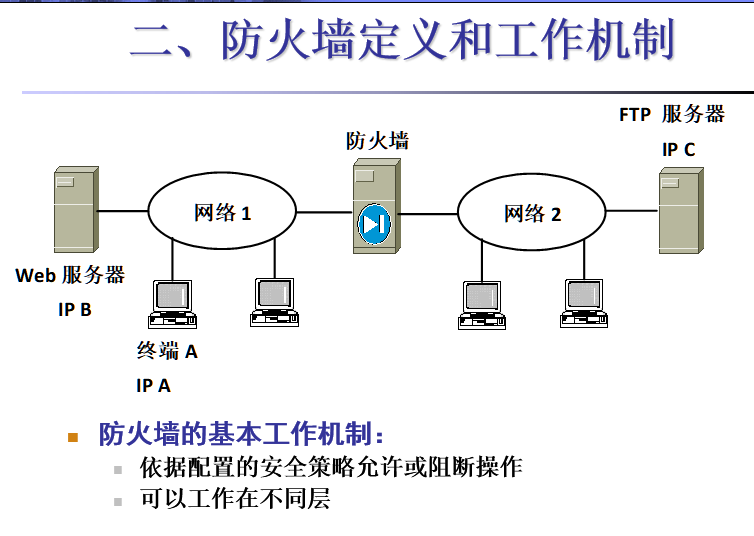 二、防火墙定义和工作机制
FTP 服务器
IP C
防火墙
网络 1
网络 2
Web 服务器
IP B
终端 A
IP A
防火墙的基本工作机制：
依据配置的安全策略允许或阻断操作
可以工作在不同层